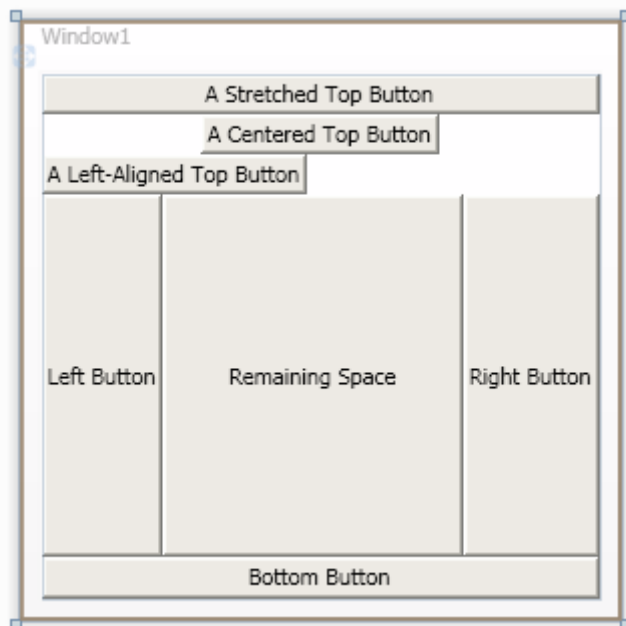 Window1
A Stretched Top Button
A Centered Top Button
A Left-Aligned Top Button
Left Button
Remaining Space
Right Button
Bottom Button